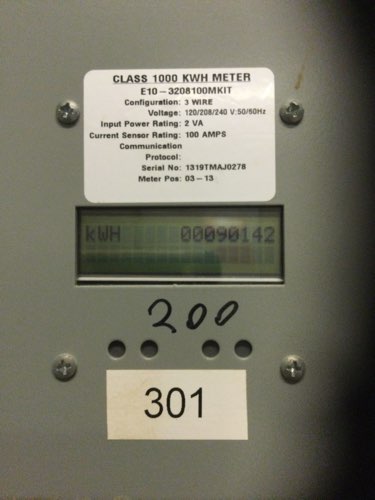 CLASS 1000 KWH METER
E10-3208100MKIT
Configuration: 3 WIRE
Voltage: 120/208/240 V:50/60Hz
Input Power Rating: 2 VA
Current Sensor Rating: 100 AMPS
Communication
Protocol:
Serial No: 1319TMAJ0278
Meter Pos: 03-13
kWH 00090142
200
301